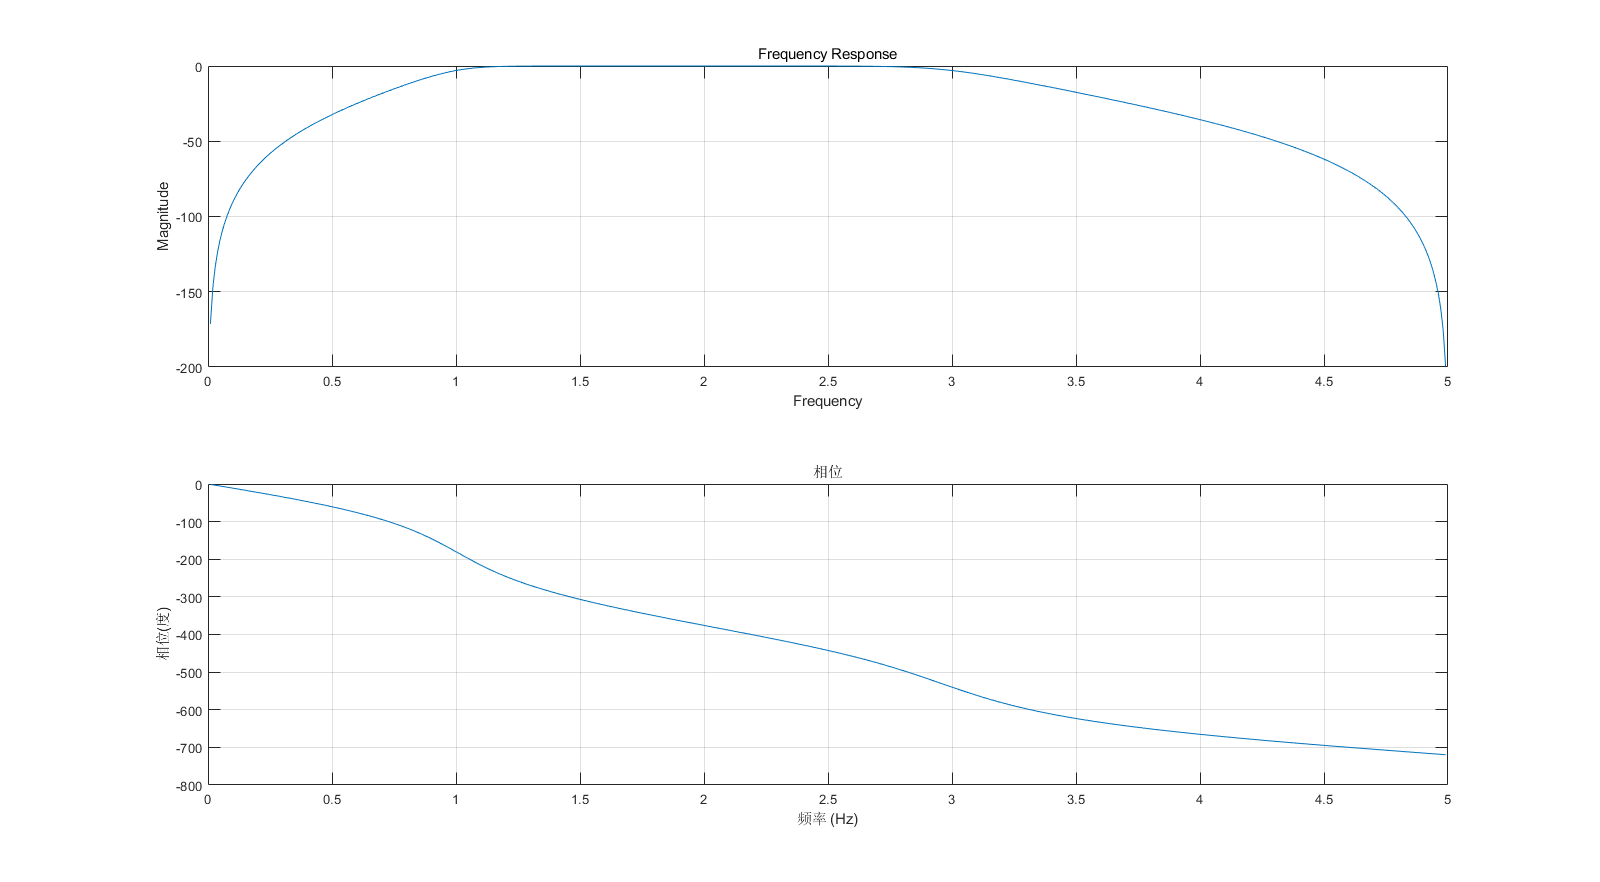 Frequency Response
Magnitude
0
-50
-100
-150
-200
0 0.5 1 1.5 2 2.5 3 3.5 4 4.5 5
Frequency
相位
相位(度)
0
-100
-200
-300
-400
-500
-600
-700
-800
0 0.5 1 1.5 2 2.5 3 3.5 4 4.5 5
频率 (Hz)